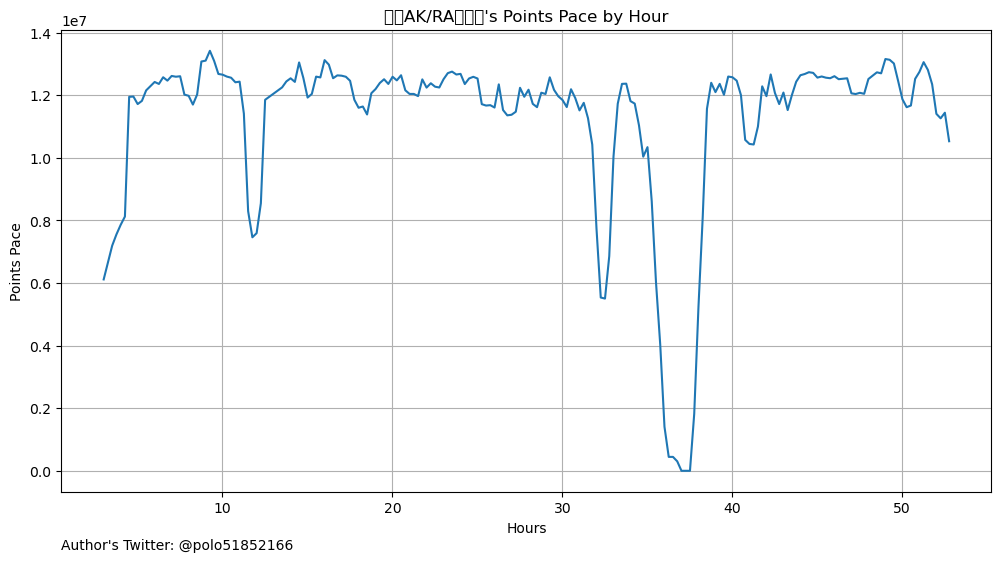 AK/RA's Points Pace by Hour
1e7
1.4
1.2
1.0
0.8
0.6
0.4
0.2
0.0
Points Pace
10 20 30 40 50
Hours
Author's Twitter: @polo51852166